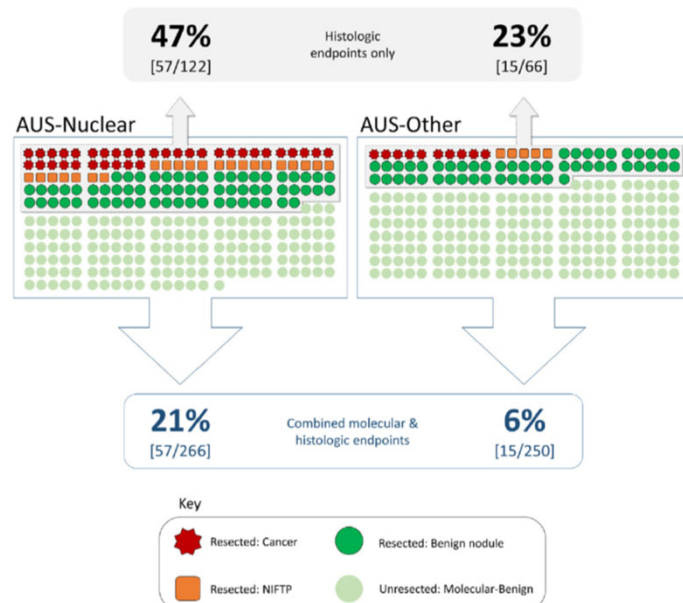 47%
[57/122]
Histologic
endpoints only
23%
[15/66]
AUS-Nuclear
AUS-Other
21%
[57/266]
Combined molecular &
histologic endpoints
6%
[15/250]
Key
Resected: Cancer
Resected: Benign nodule
Resected: NIFTP
Unresected: Molecular-Benign